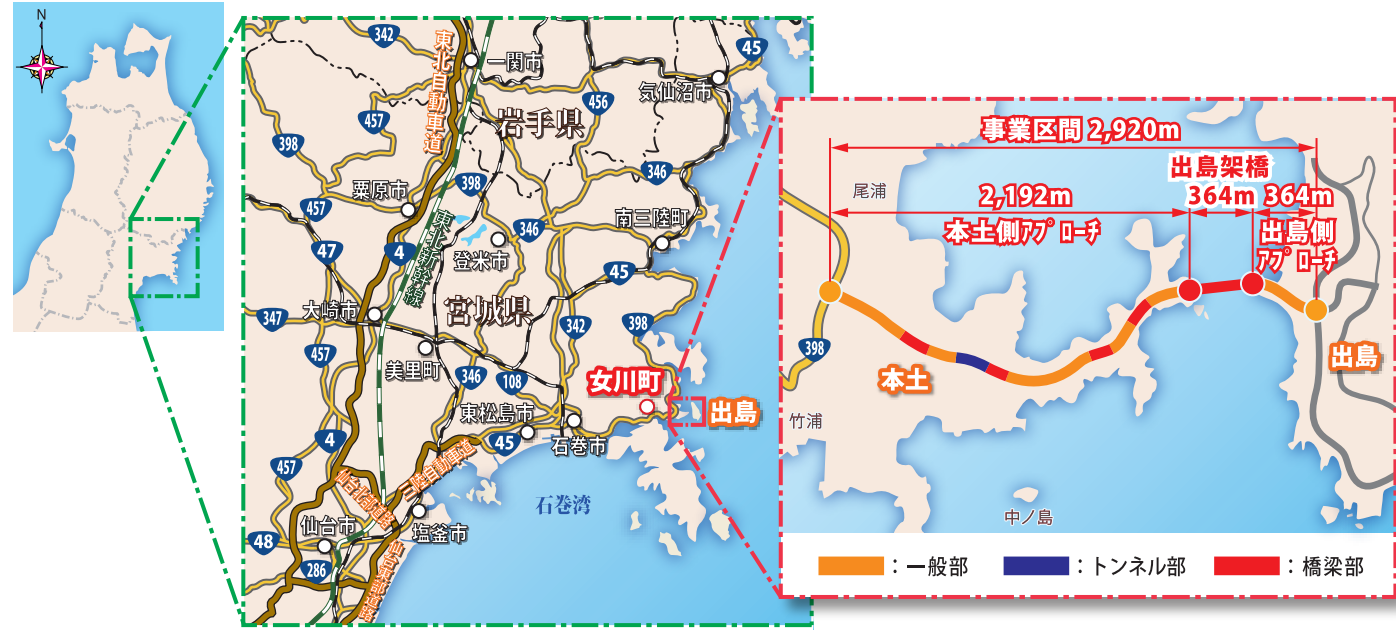 N
342
東北自動車道
一関市
45
気仙沼市
456
岩手県
457
398
346
398
栗原市
457
南三陸町
346
47
4
東北新幹線
登米市
45
大崎市
宮城県
347
342
398
457
美里町
346
108
女川町
東松島市
出島
4
45
石巻市
457
三陸自動車道
仙台北部道路
石巻湾
仙台市
塩釜市
48
286
仙台東部道路
事業区間 2,920m
出島架橋
尾浦
2,192m
364m
364m
本土側ｱﾌﾟﾛｰﾁ
出島側
ｱﾌﾟﾛｰﾁ
398
出島
本土
竹浦
中ノ島
：一般部
：トンネル部
：橋梁部